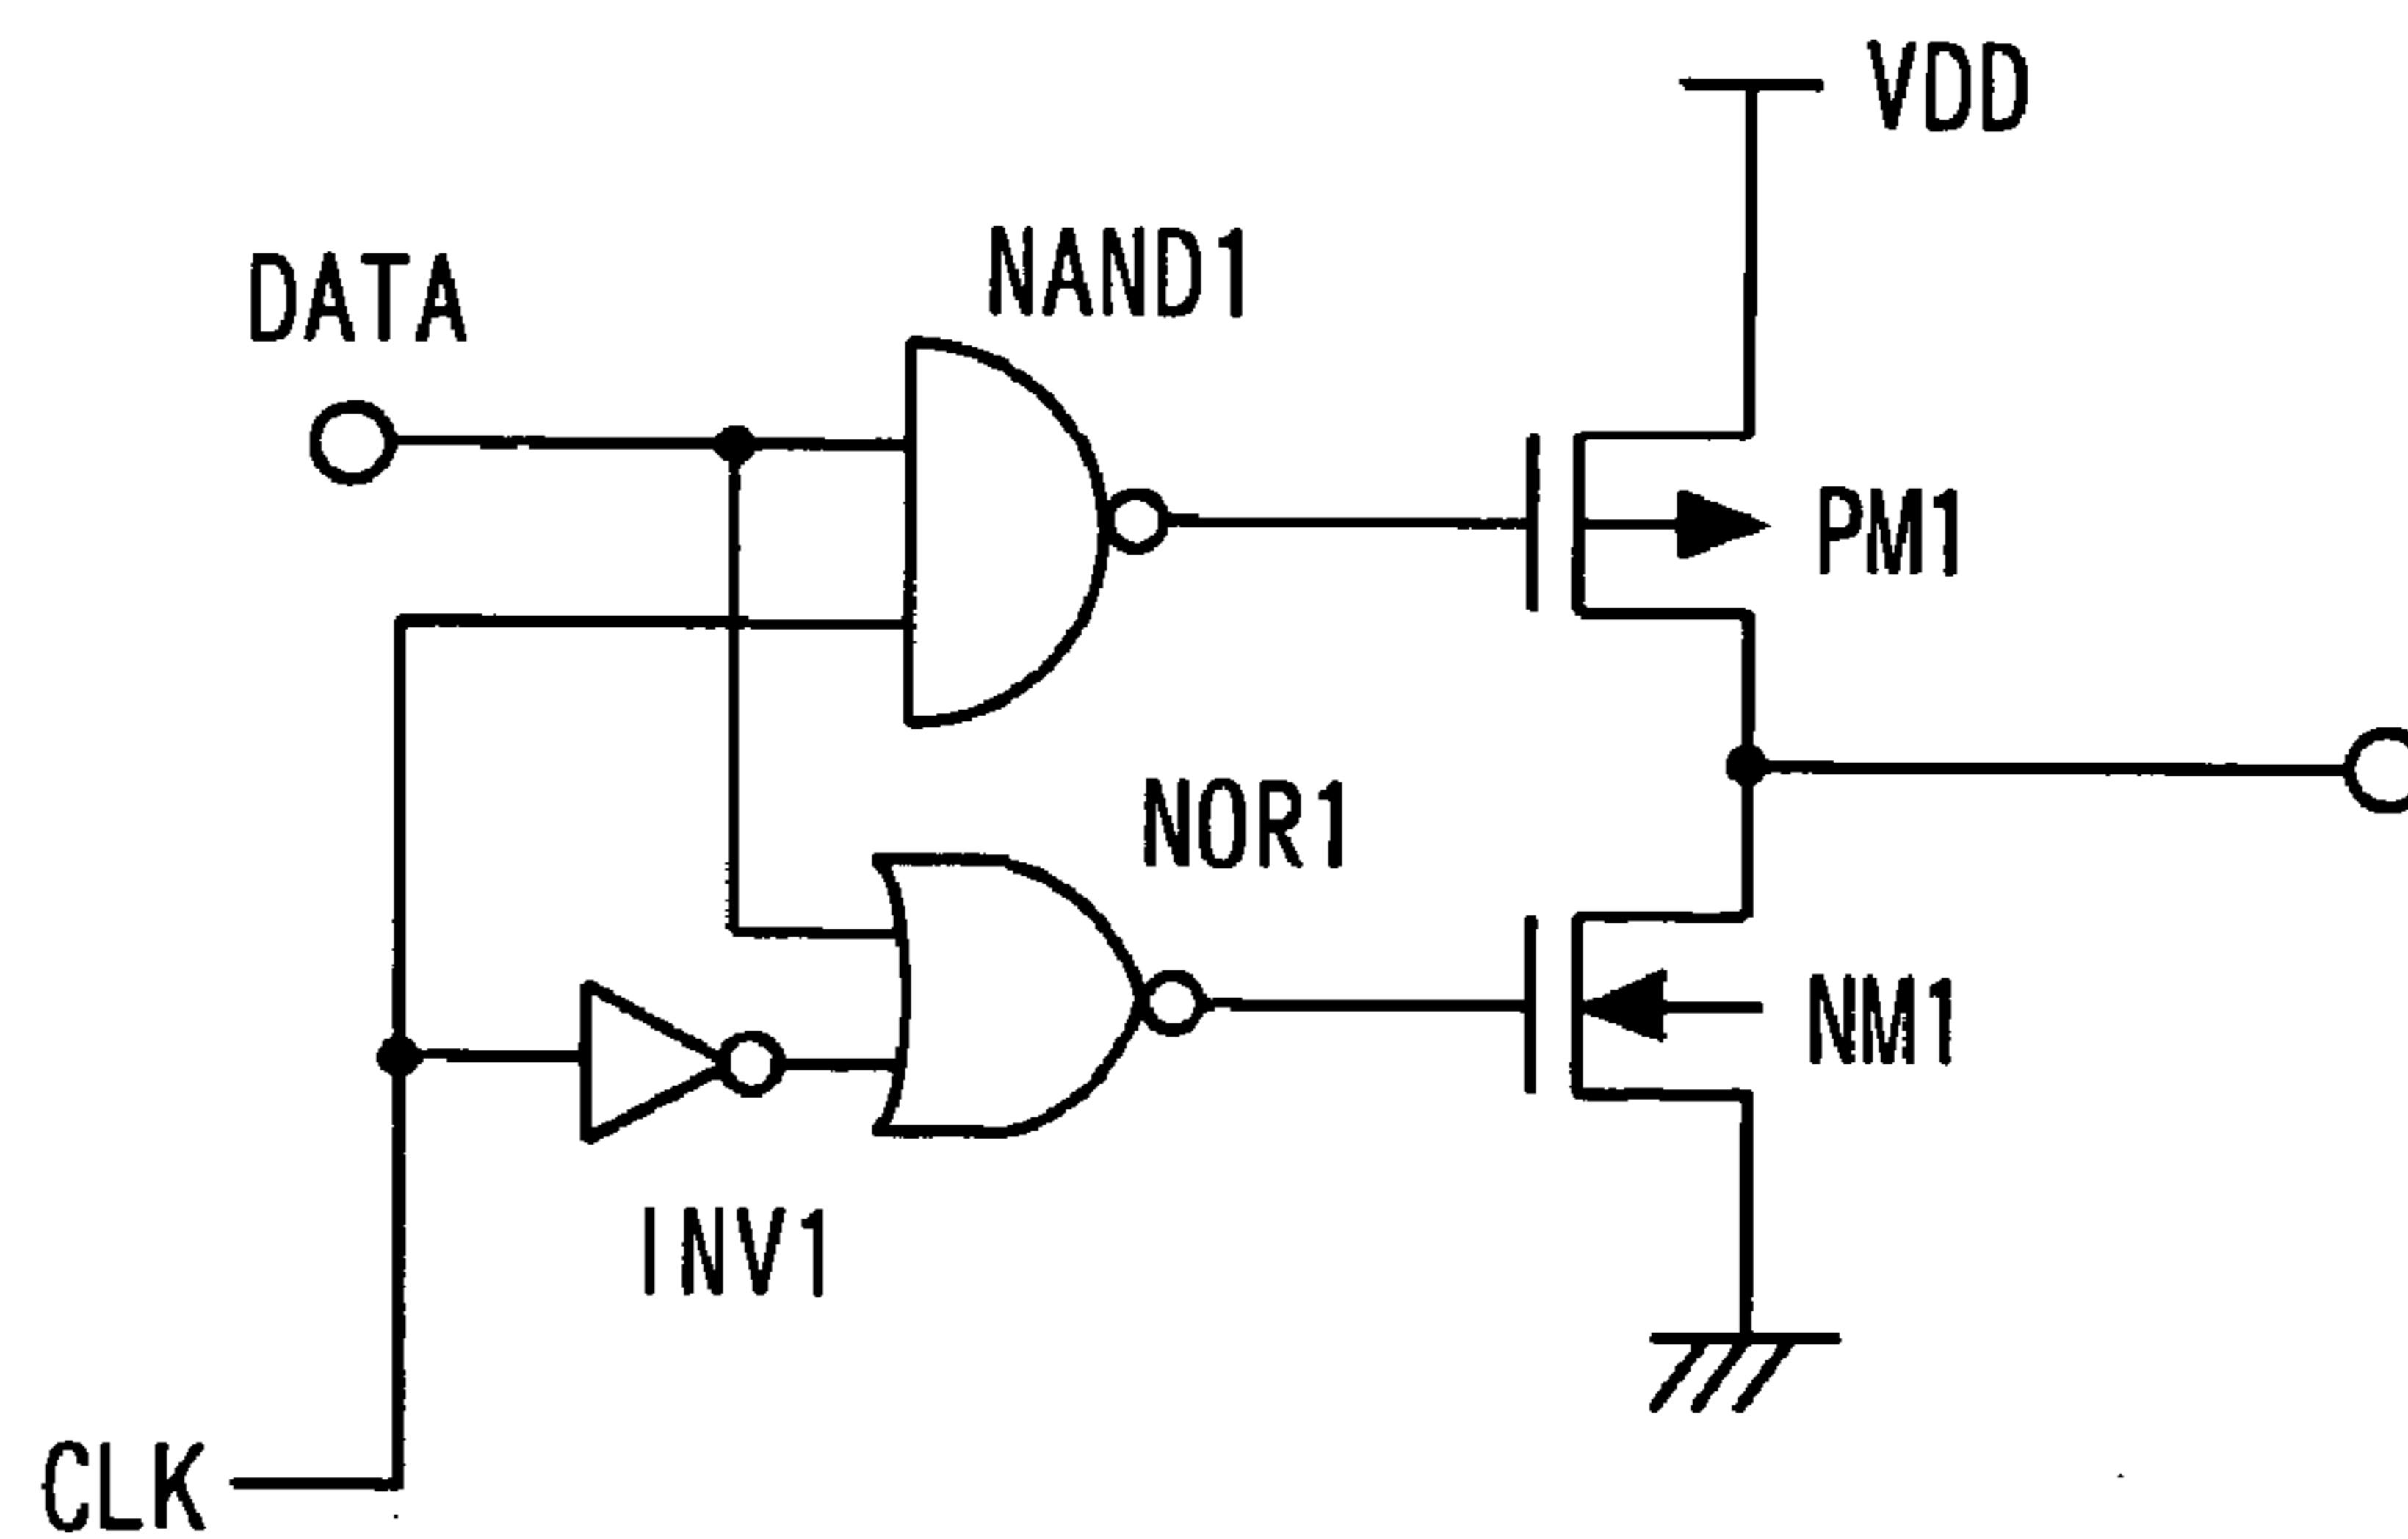 VDD
NAND1
DATA
PM1
NOR1
NM1
INV1
CLK